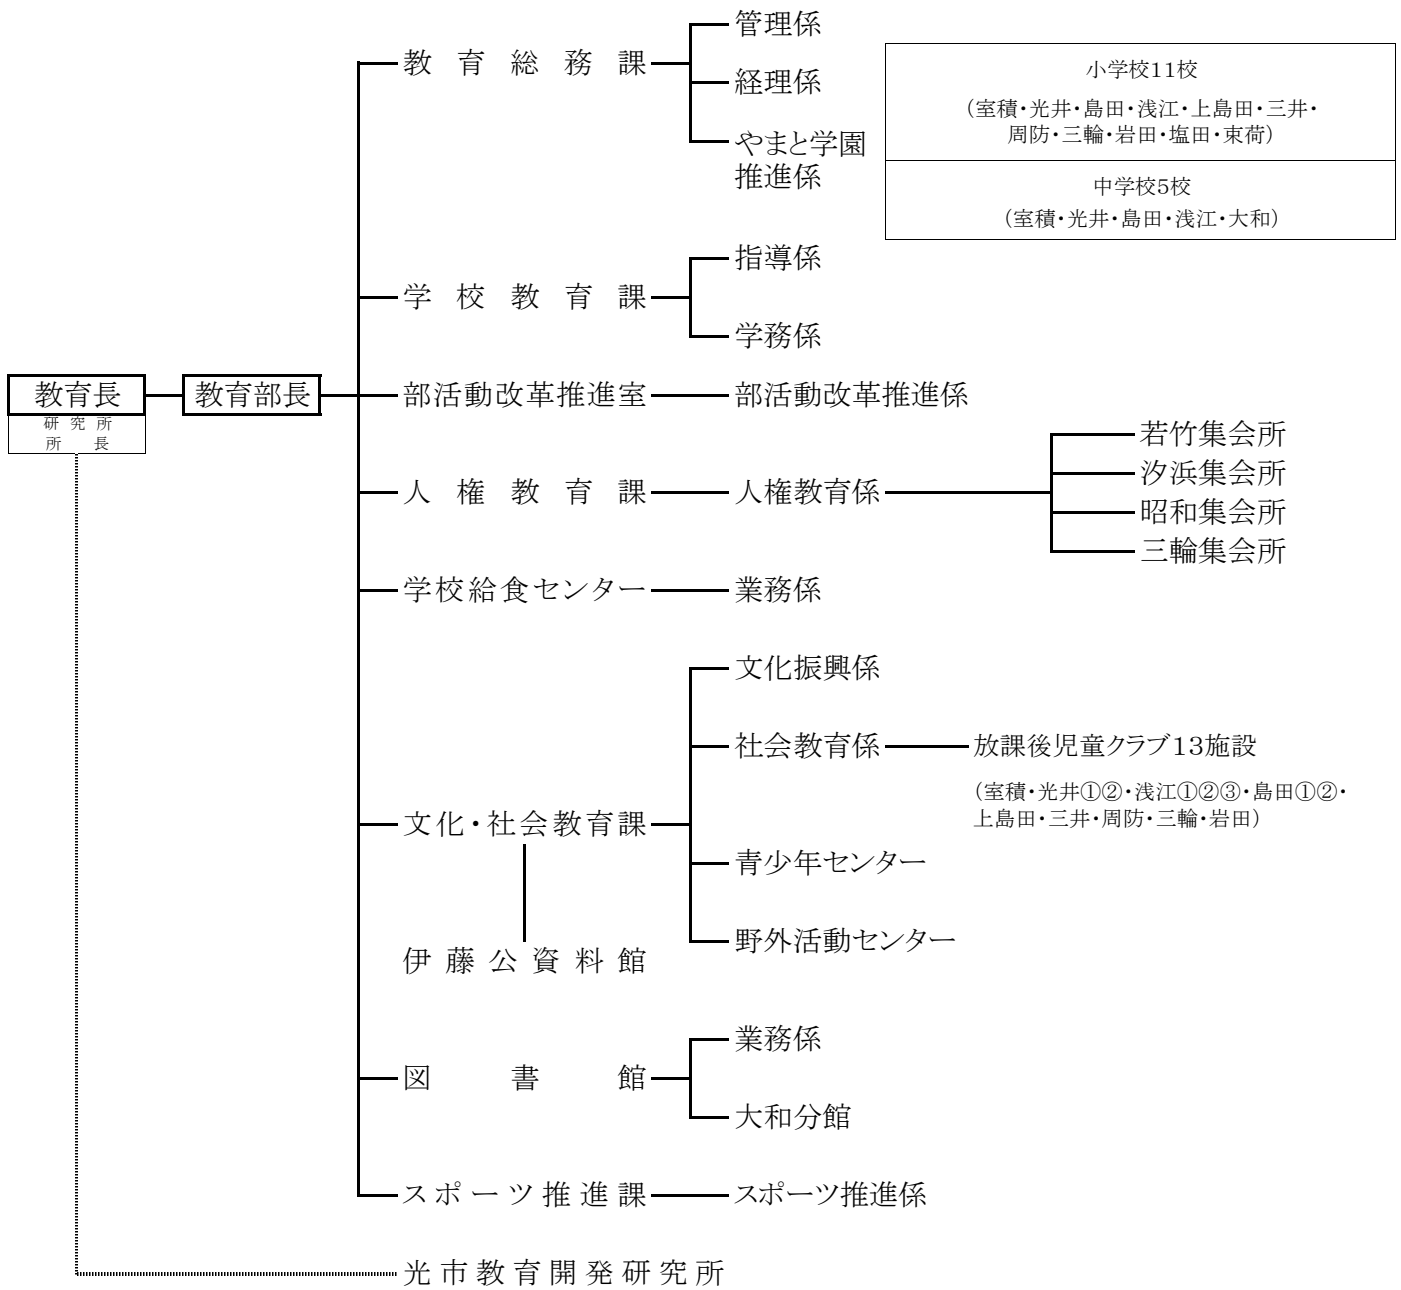 管理係
教育総務課
経理係
やまと学園
推進係
小学校11校
（室積・光井・島田・浅江・上島田・三井・
周防・三輪・岩田・塩田・束荷）
中学校5校
（室積・光井・島田・浅江・大和）
指導係
学校教育課
学務係
教育長
研究所
所長
教育部長
部活動改革推進室
部活動改革推進係
人権教育課
人権教育係
若竹集会所
汐浜集会所
昭和集会所
三輪集会所
学校給食センター
業務係
文化振興係
社会教育係
放課後児童クラブ13施設
（室積・光井①②・浅江①②③・島田①②・
上島田・三井・周防・三輪・岩田）
文化・社会教育課
青少年センター
野外活動センター
伊藤公資料館
業務係
図書館
大和分館
スポーツ推進課
スポーツ推進係
光市教育開発研究所